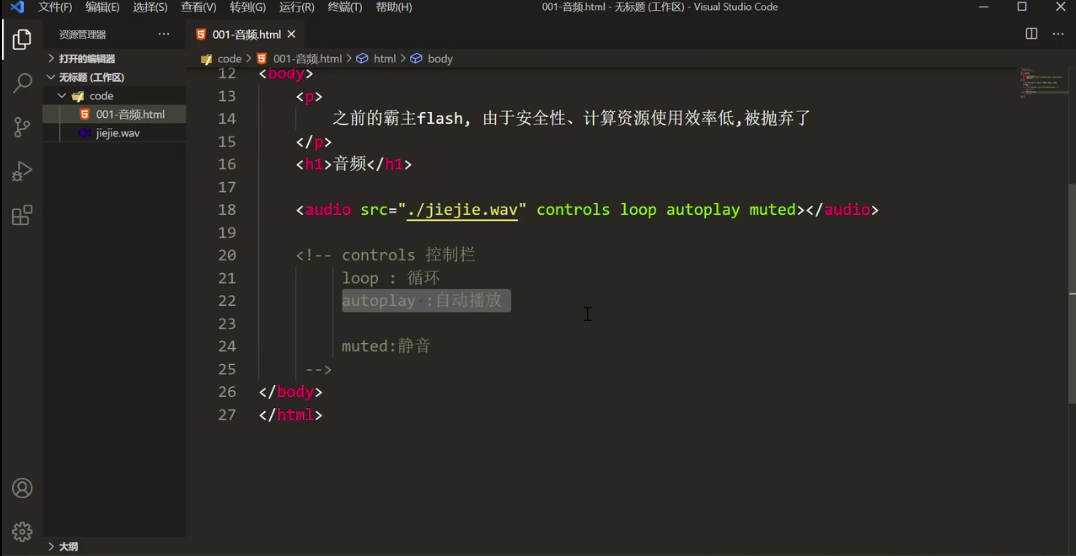 文件(F) 编辑(E) 选择(S) 查看(V) 转到(G) 运行(R) 终端(T) 帮助(H) 001-音频.html - 无标题 (工作区) - Visual Studio Code
资源管理器 ···
001-音频.html
打开的编辑器
code > 001-音频.html > html > body
无标题 (工作区)
code
001-音频.html
jiejie.wav
12 <body>
13 <p>
14 之前的霸主flash, 由于安全性、计算资源使用效率低,被抛弃了
15 </p>
16 <h1>音频</h1>
17
18 <audio src="./jiejie.wav" controls loop autoplay muted></audio>
19
20 <!-- controls 控制栏
21 loop : 循环
22 autoplay :自动播放
23
24 muted:静音
25 -->
26 </body>
27 </html>
大纲